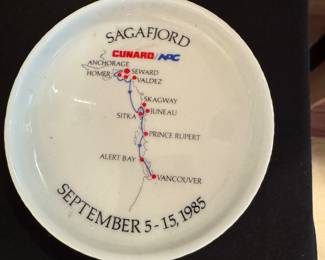 SAGAFJORD
CUNARD/NAC
ANCHORAGE
SEWARD
HOMER
VALDEZ
SKAGWAY
JUNEAU
SITKA
PRINCE RUPERT
ALERT BAY
VANCOUVER
SEPTEMBER 5-15, 1985